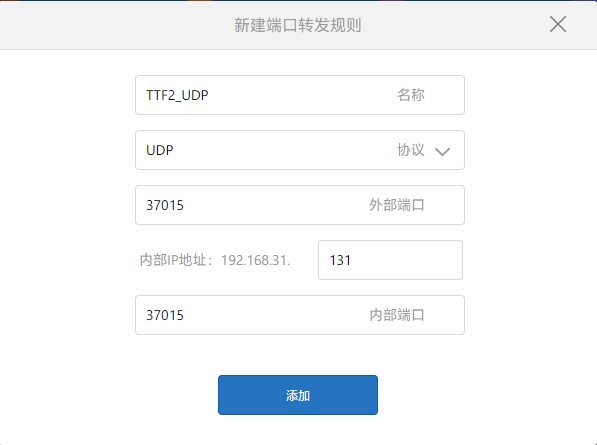 新建端口转发规则
TTF2_UDP 名称
UDP 协议
37015 外部端口
内部IP地址：192.168.31. 131
37015 内部端口
添加